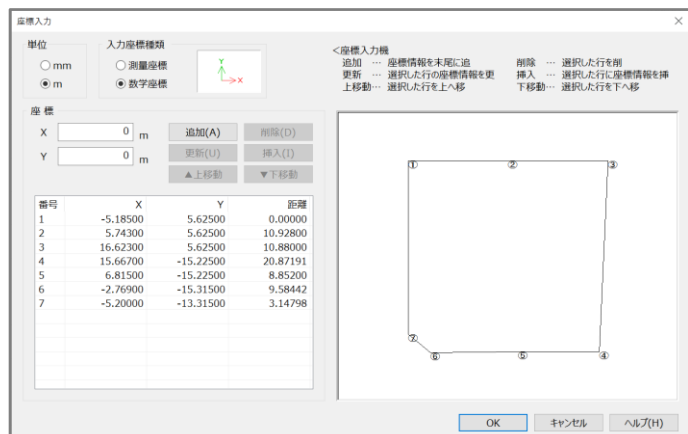 座標入力
単位
mm
m
入力座標種類
測量座標
数学座標
Y
X
<座標入力機
追加 … 座標情報を末尾に追
削除 … 選択した行を削
更新 … 選択した行の座標情報を更
挿入 … 選択した行に座標情報を挿
上移動… 選択した行を上へ移
下移動… 選択した行を下へ移
座 標
X 0 m
追加(A) 削除(D)
Y 0 m
更新(U) 挿入(I)
▲上移動 ▼下移動
番号 X Y 距離
1 -5.18500 5.62500 0.00000
2 5.74300 5.62500 10.92800
3 16.62300 5.62500 10.88000
4 15.66700 -15.22500 20.87191
5 6.81500 -15.22500 8.85200
6 -2.76900 -15.31500 9.58442
7 -5.20000 -13.31500 3.14798
① ② ③
⑦
⑥ ⑤ ④
OK キャンセル ヘルプ(H)